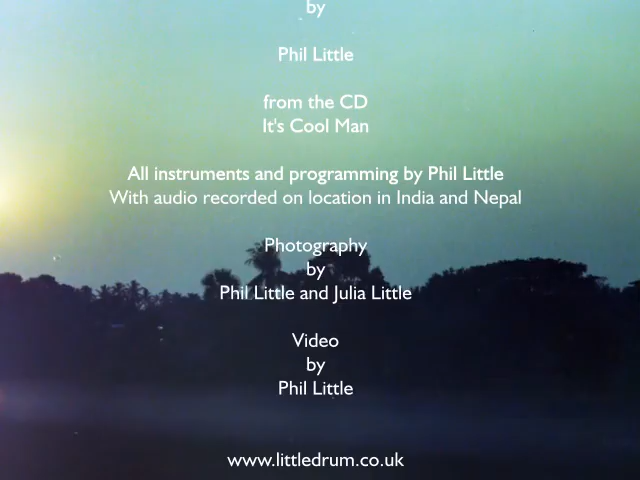 by
Phil Little
from the CD
It's Cool Man
All instruments and programming by Phil Little
With audio recorded on location in India and Nepal
Photography
by
Phil Little and Julia Little
Video
by
Phil Little
www.littledrum.co.uk